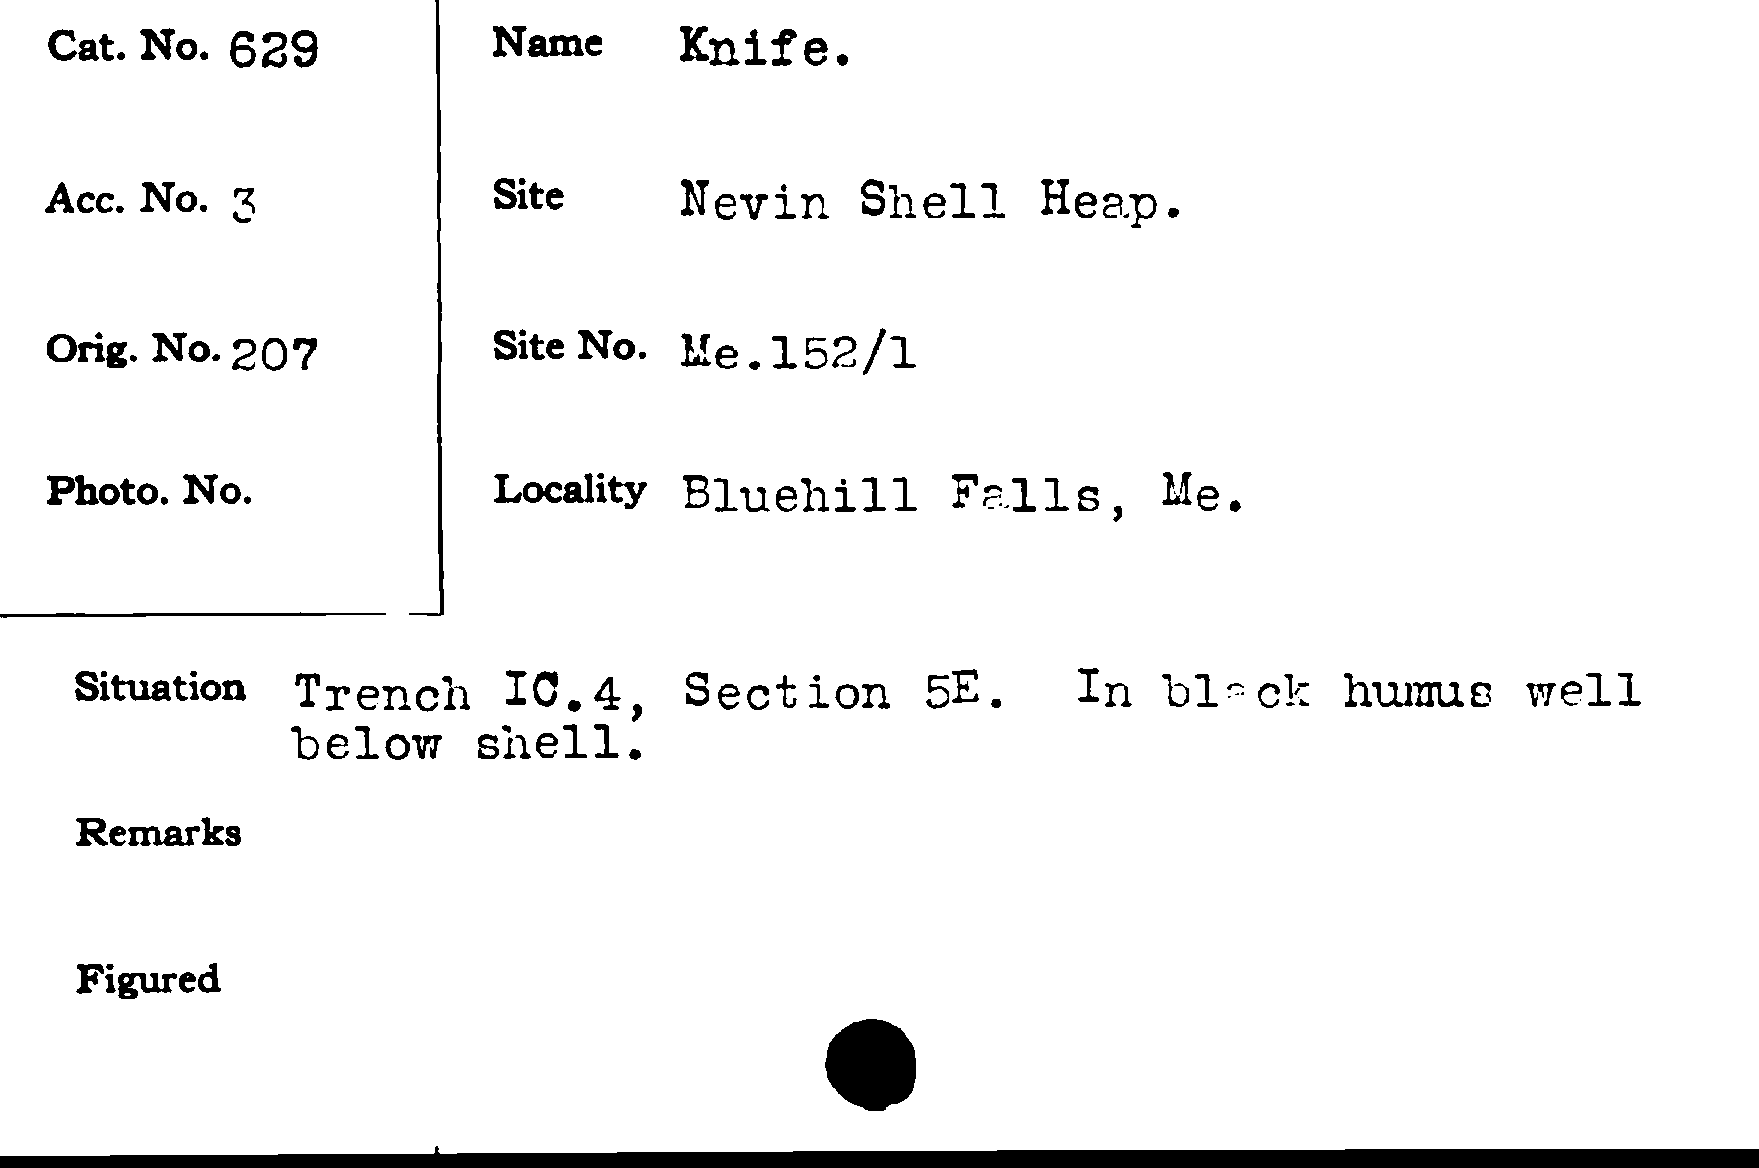 Cat. No. 629
Name Knife.
Acc. No. 3
Site Nevin Shell Heap.
Orig. No. 207
Site No. Me.152/1
Photo. No.
Locality Bluehill Falls, Me.
Situation Trench IC.4, Section 5E. In black humus well
below shell.
Remarks
Figured